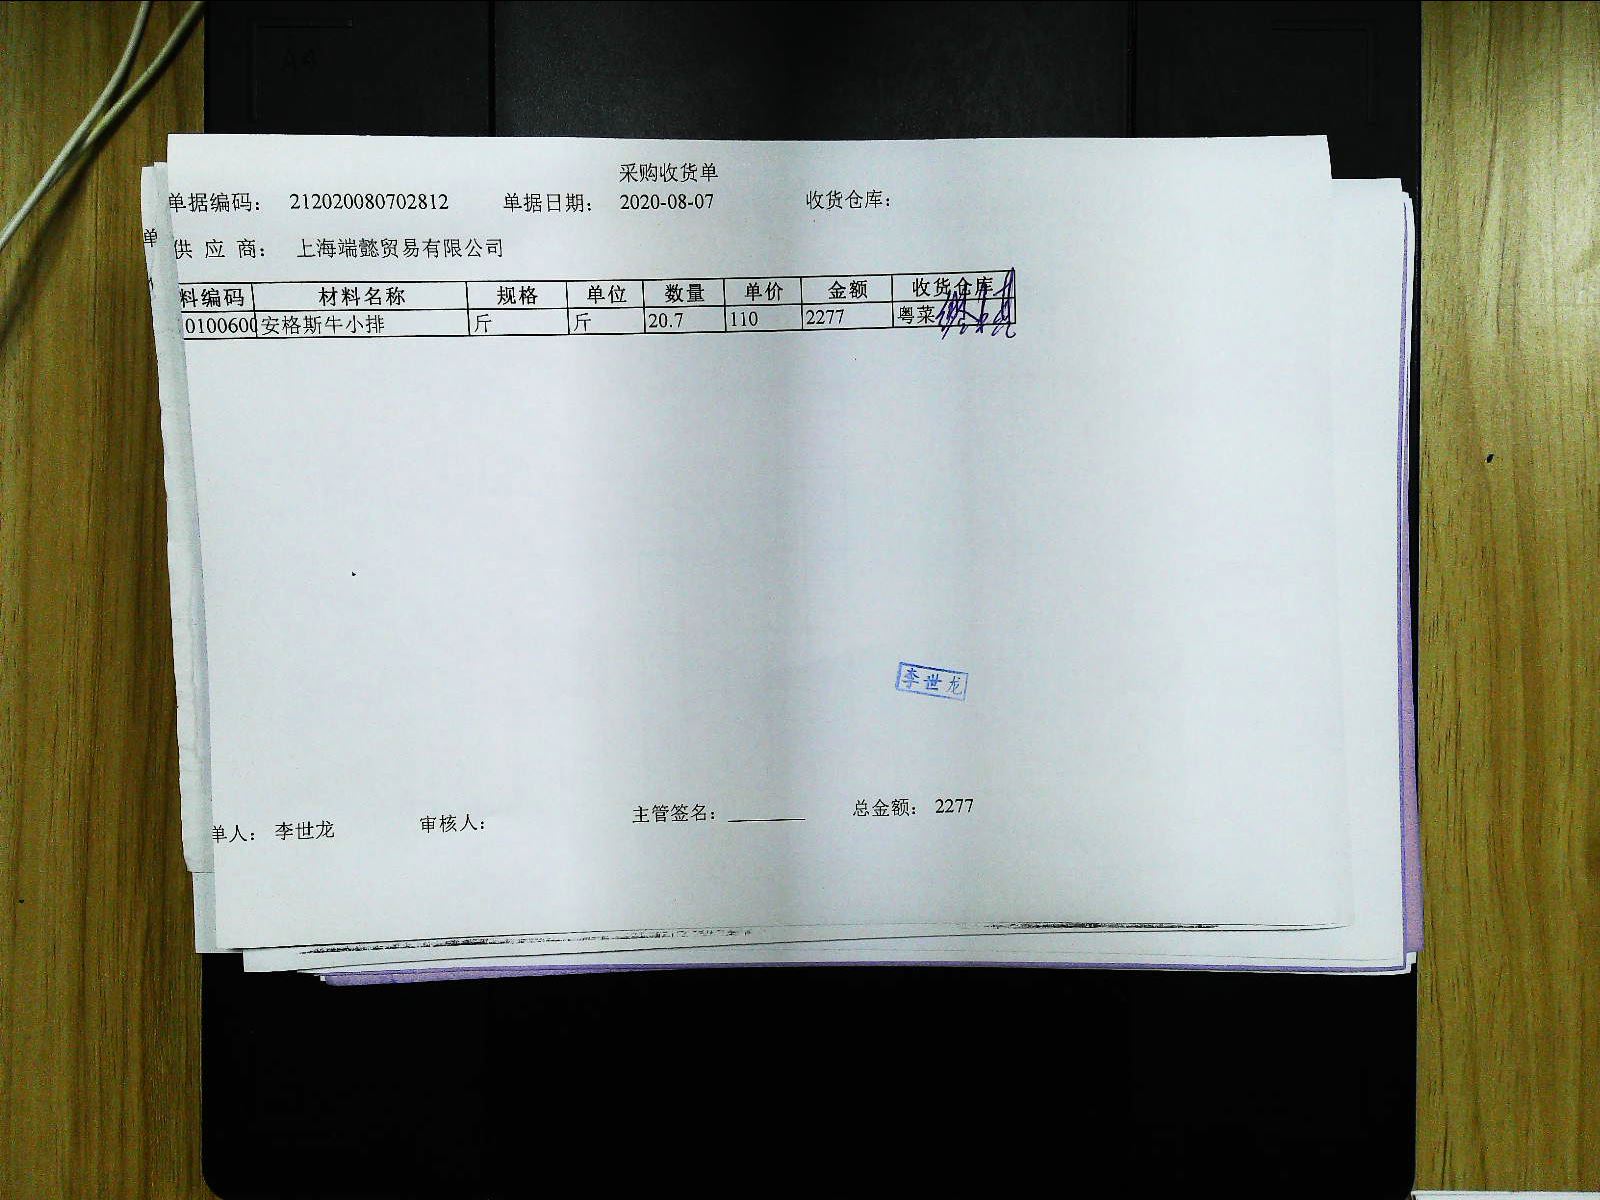 采购收货单
单据编码： 212020080702812 单据日期： 2020-08-07 收货仓库：
单
供 应 商： 上海端懿贸易有限公司
料编码 材料名称 规格 单位 数量 单价 金额 收货仓库
0100600 安格斯牛小排 斤 斤 20.7 110 2277 粤菜
李世龙
单人： 李世龙 审核人： 主管签名： 总金额： 2277